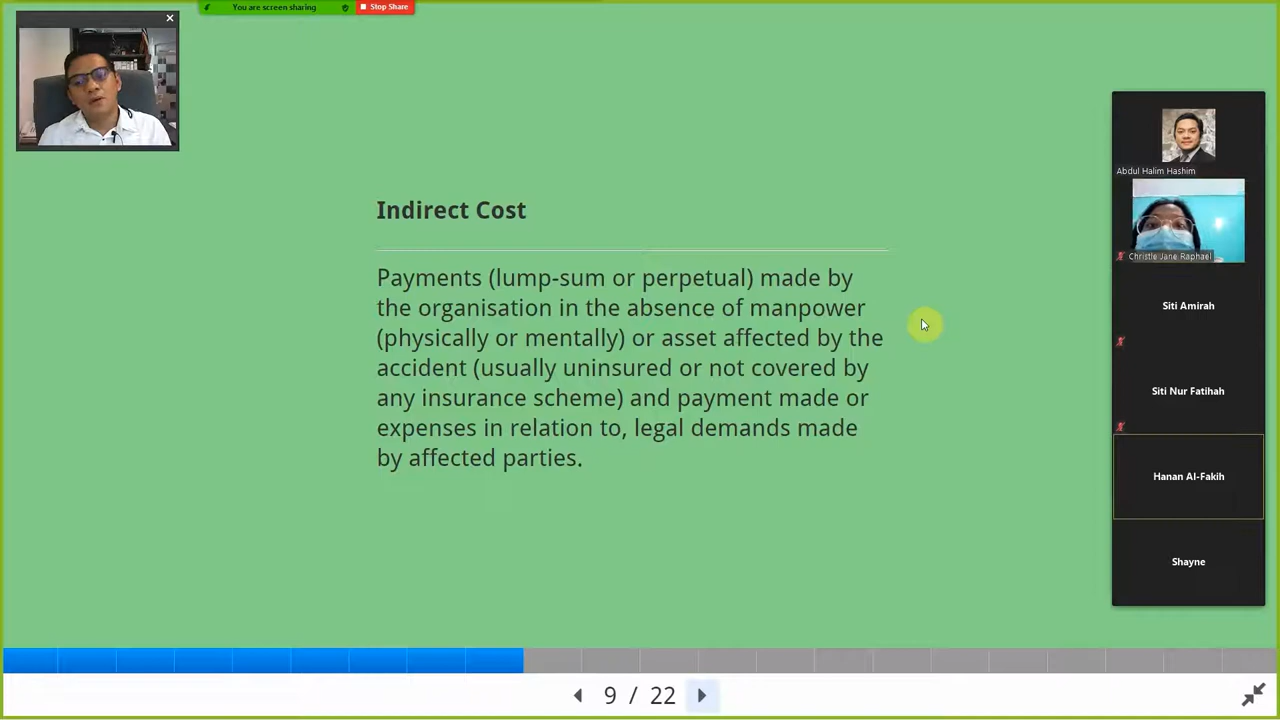 You are screen sharing
Stop Share
Indirect Cost
Payments (lump-sum or perpetual) made by
the organisation in the absence of manpower
(physically or mentally) or asset affected by the
accident (usually uninsured or not covered by
any insurance scheme) and payment made or
expenses in relation to, legal demands made
by affected parties.
Abdul Halim Hashim
Christle Jane Raphael
Siti Amirah
Siti Nur Fatihah
Hanan Al-Fakih
Shayne
9 / 22